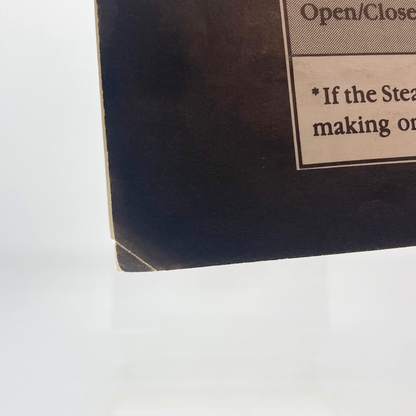 Open/Close
*If the Stea
making or